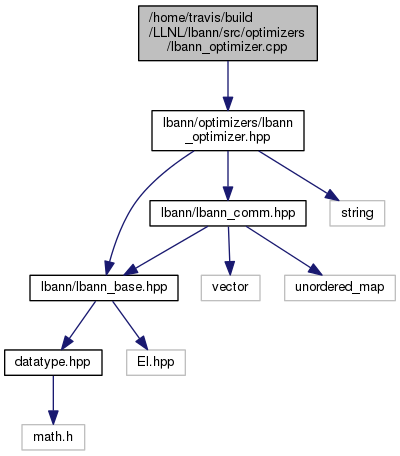 /home/travis/build
/LLNL/lbann/src/optimizers
/lbann_optimizer.cpp
lbann/optimizers/lbann
_optimizer.hpp
lbann/lbann_comm.hpp
string
lbann/lbann_base.hpp
vector
unordered_map
datatype.hpp
El.hpp
math.h